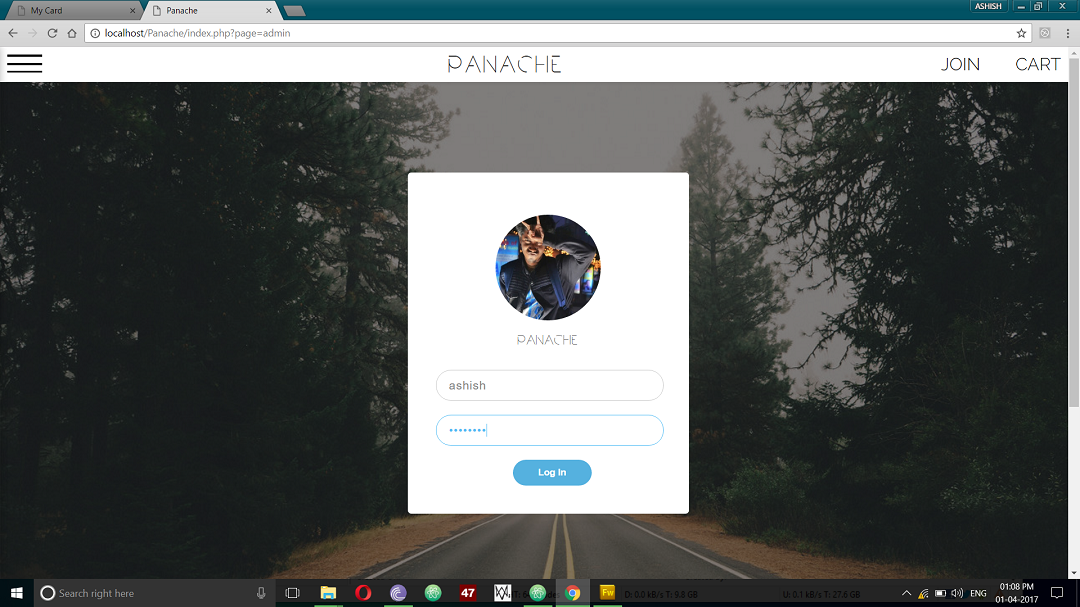 My Card
Panache
ASHISH
localhost/Panache/index.php?page=admin
PANACHE
JOIN
CART
PANACHE
ashish
••••••••
Log In
Search right here
47
Fw
D: 0.0 kB/s T: 9.8 GB
U: 0.1 kB/s T: 27.6 GB
ENG
01:08 PM
01-04-2017